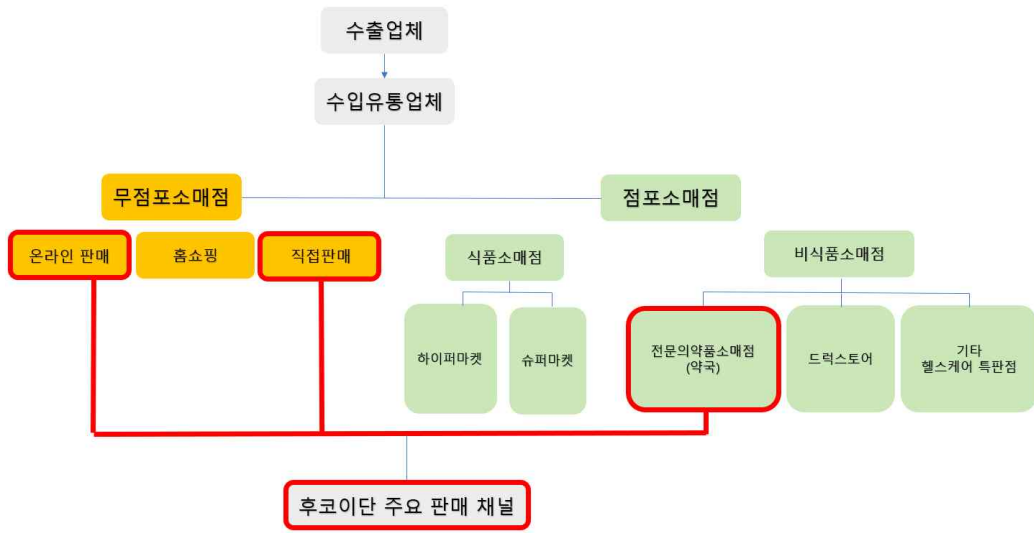 수출업체
수입유통업체
무점포소매점
점포소매점
온라인 판매
홈쇼핑
직접판매
식품소매점
비식품소매점
하이퍼마켓
슈퍼마켓
전문의약품소매점
(약국)
드럭스토어
기타
헬스케어 특판점
후코이단 주요 판매 채널